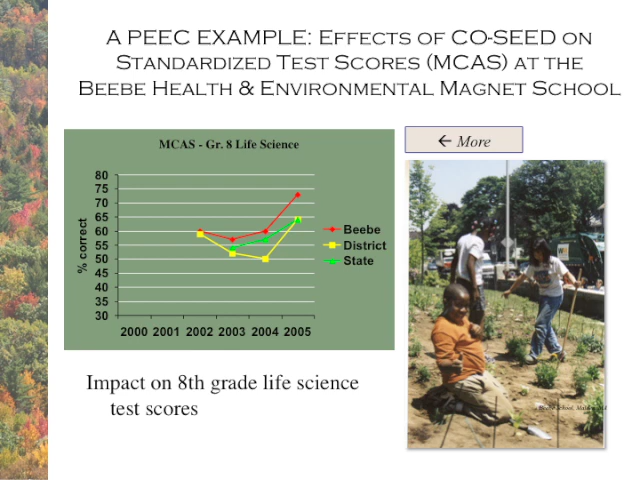 A PEEC EXAMPLE: EFFECTS OF CO-SEED ON
STANDARDIZED TEST SCORES (MCAS) AT THE
BEEBE HEALTH & ENVIRONMENTAL MAGNET SCHOOL
MCAS - Gr. 8 Life Science
← More
80
75
70
65
60
55
50
45
40
35
30
% correct
2000 2001 2002 2003 2004 2005
Beebe
District
State
Impact on 8th grade life science
test scores
School,